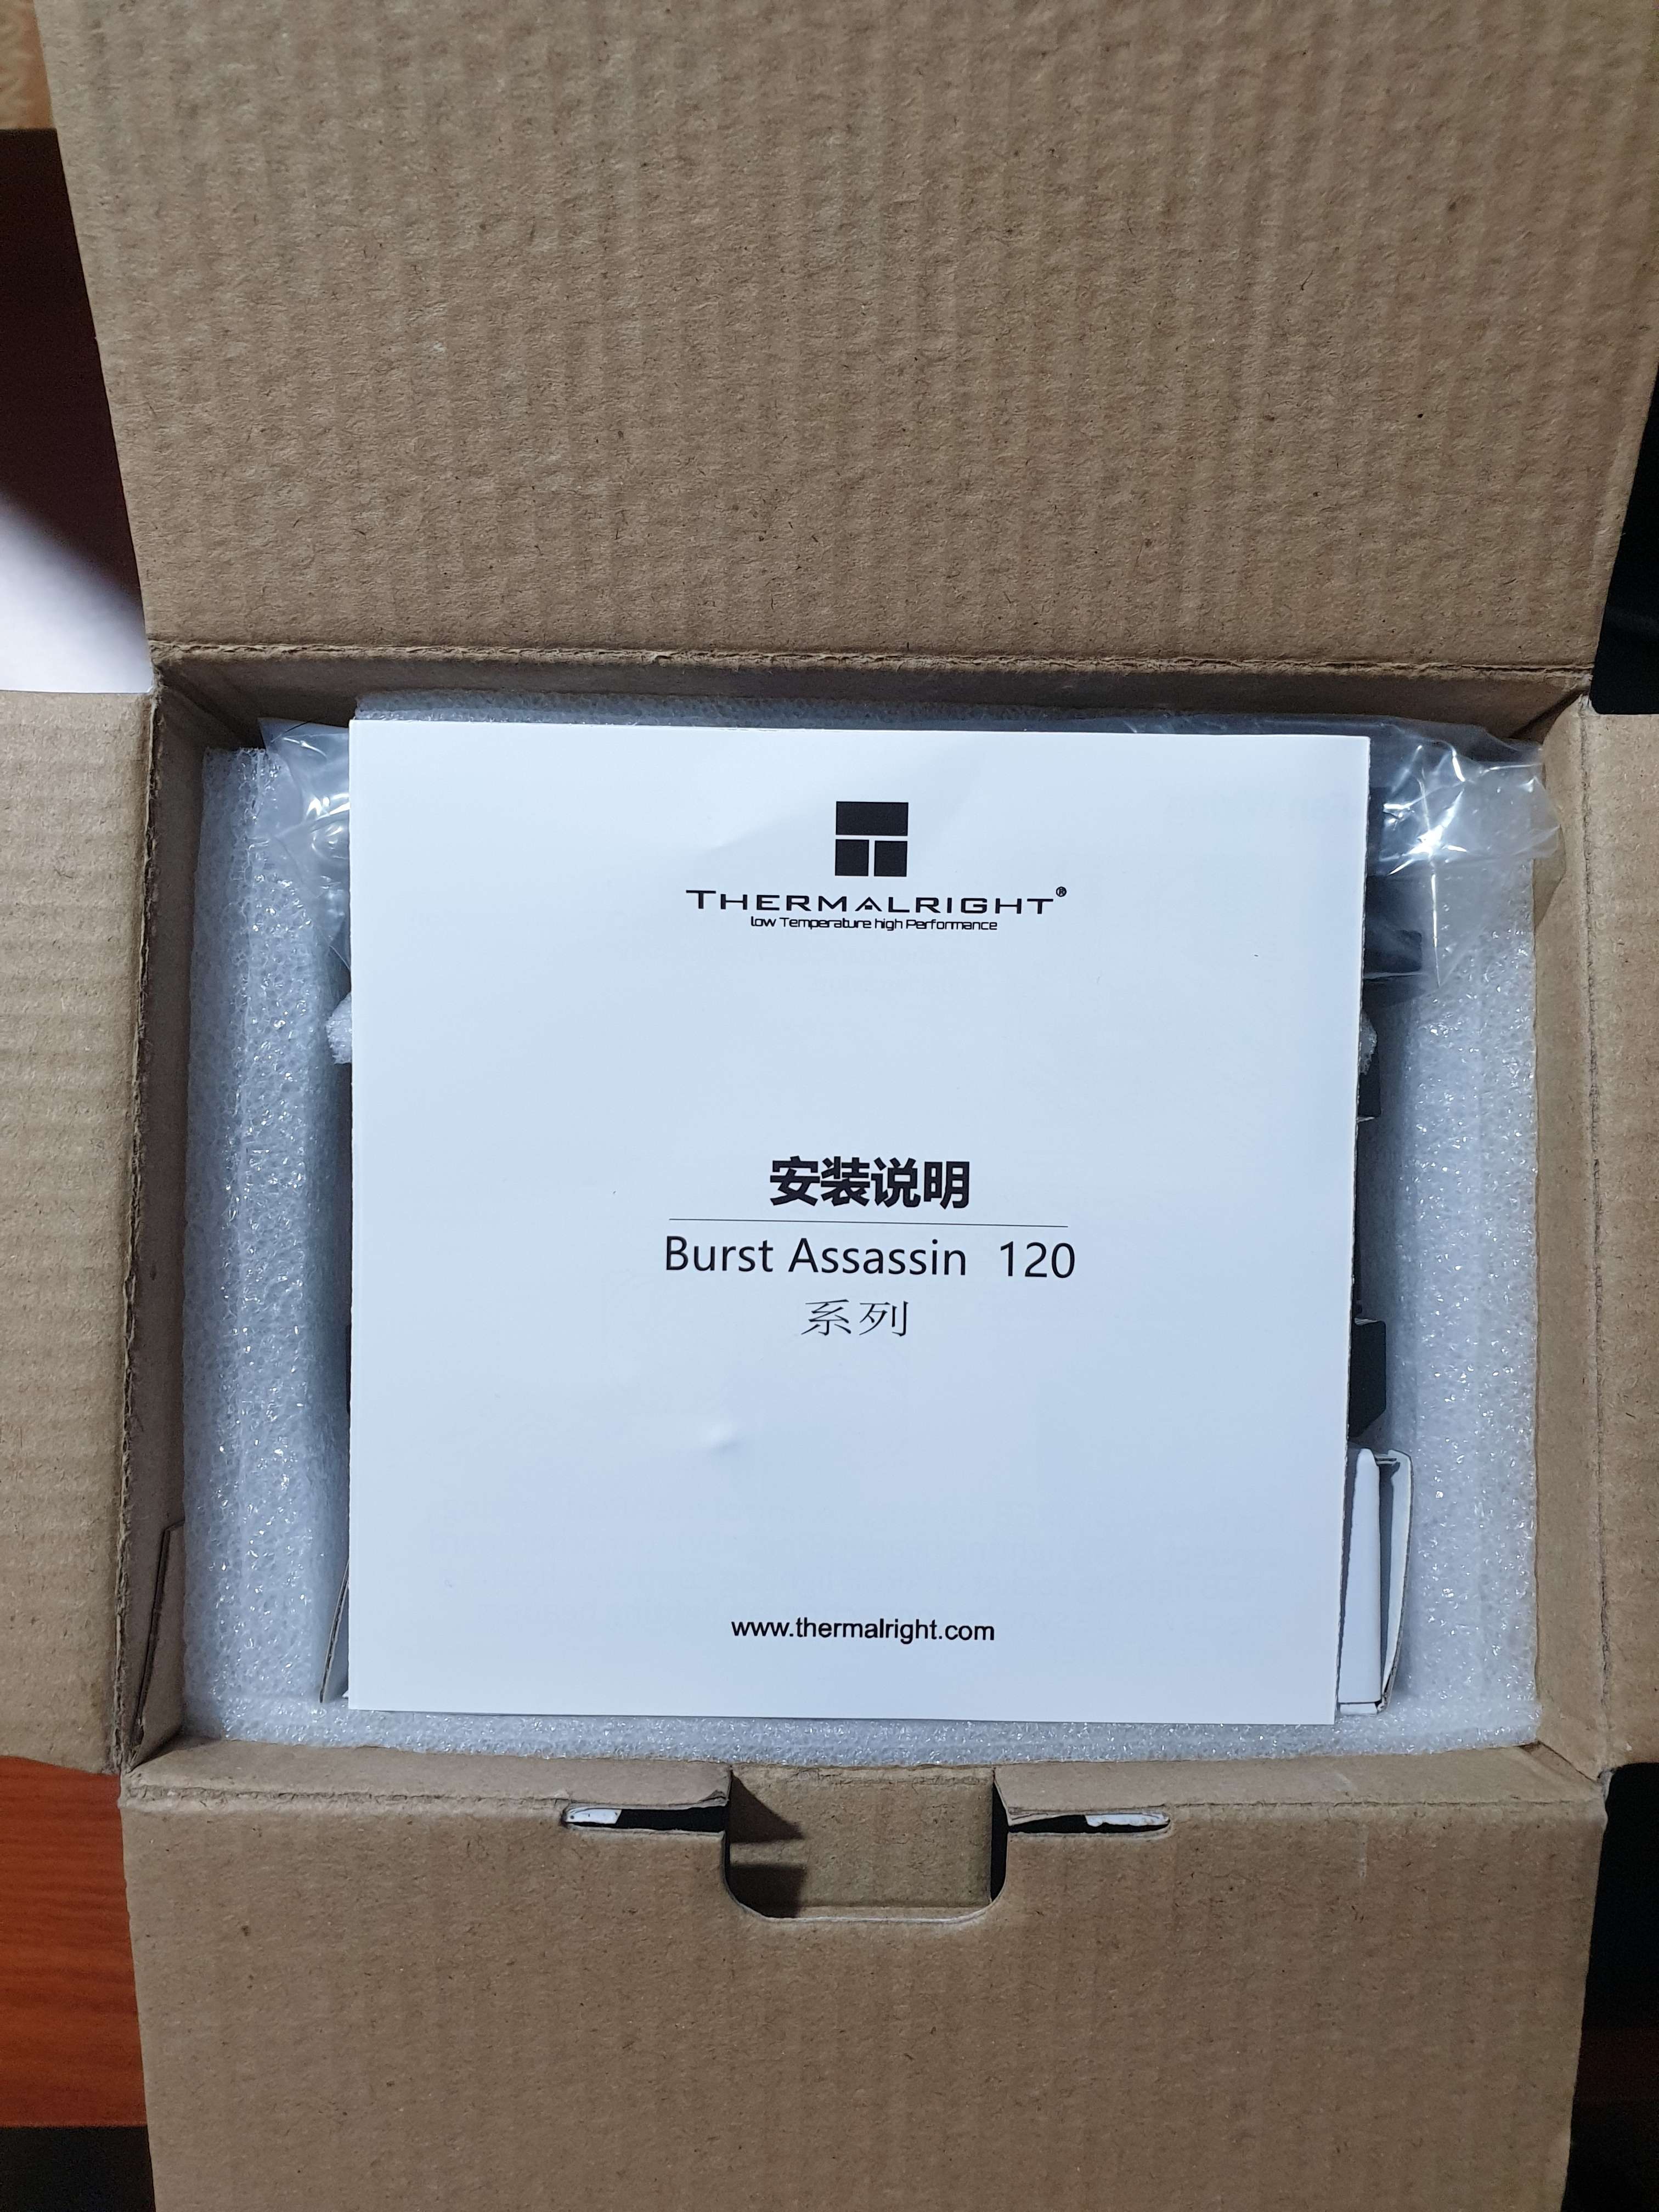 THERMALRIGHT®
low Temperature high Performance
安装说明
Burst Assassin 120
系列
www.thermalright.com